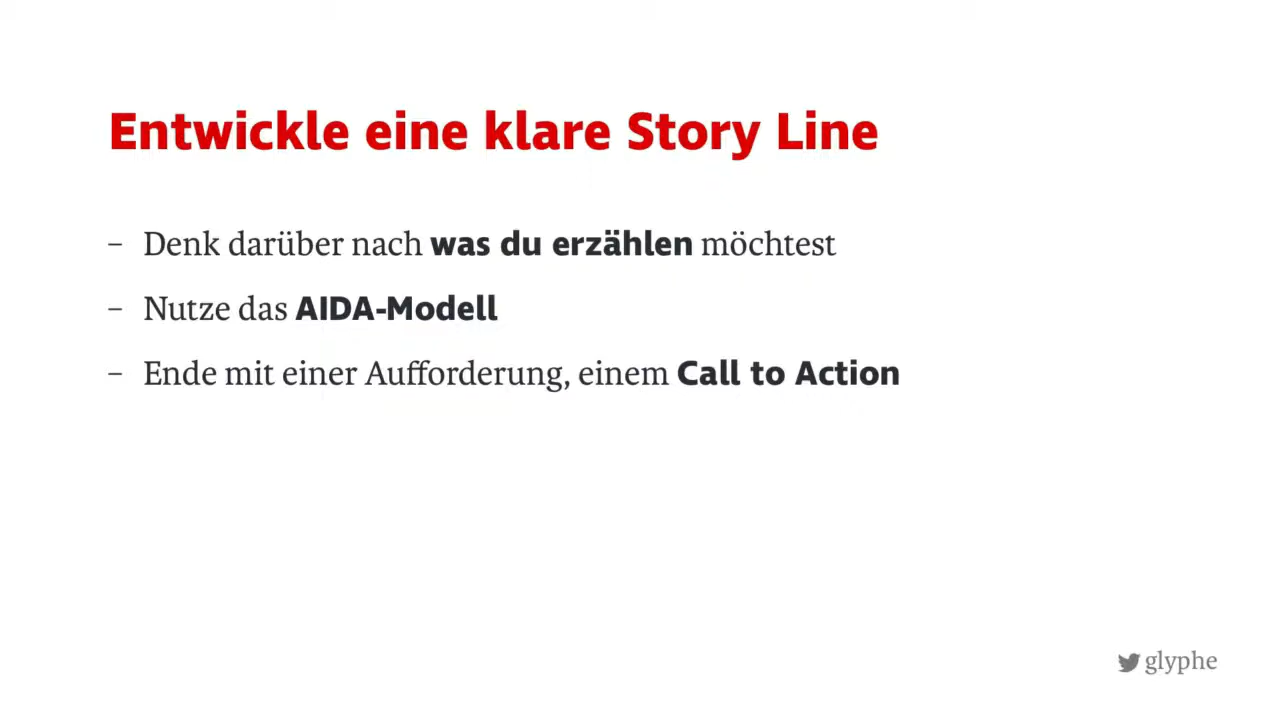 Entwickle eine klare Story Line
– Denk darüber nach was du erzählen möchtest
– Nutze das AIDA-Modell
– Ende mit einer Aufforderung, einem Call to Action
glyphe